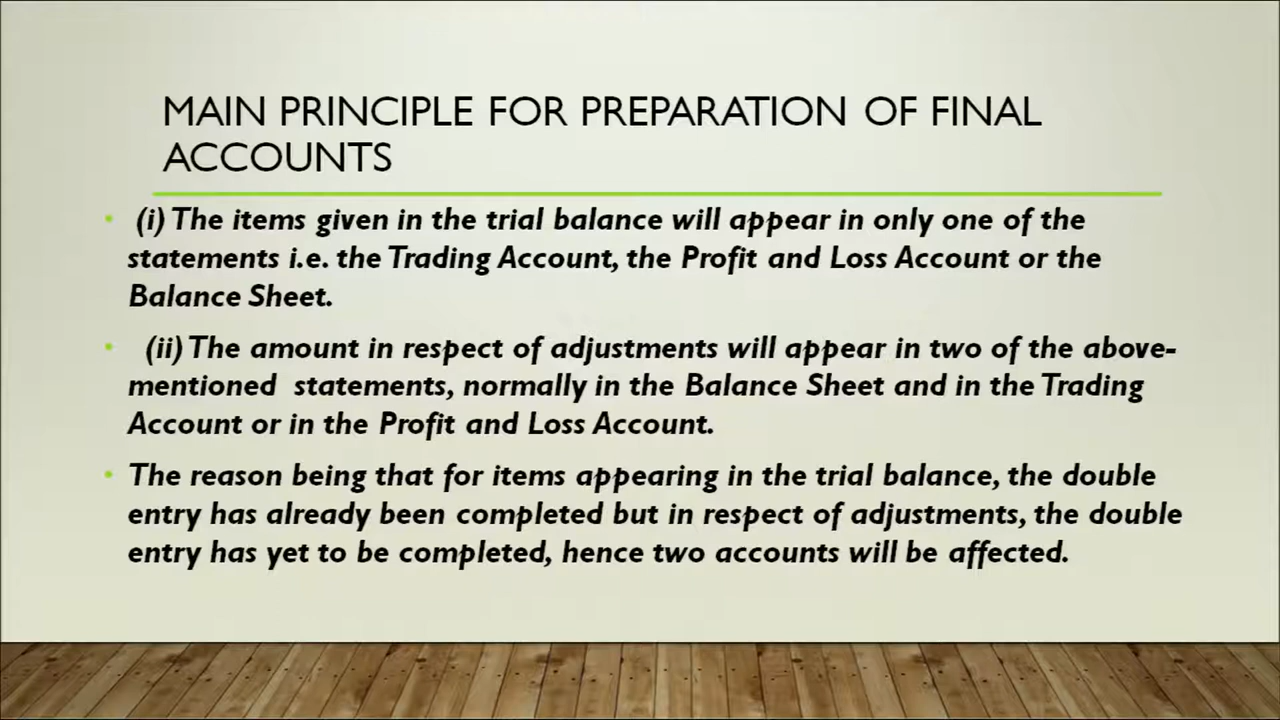 MAIN PRINCIPLE FOR PREPARATION OF FINAL
ACCOUNTS
• (i) The items given in the trial balance will appear in only one of the
statements i.e. the Trading Account, the Profit and Loss Account or the
Balance Sheet.
• (ii) The amount in respect of adjustments will appear in two of the above-
mentioned statements, normally in the Balance Sheet and in the Trading
Account or in the Profit and Loss Account.
• The reason being that for items appearing in the trial balance, the double
entry has already been completed but in respect of adjustments, the double
entry has yet to be completed, hence two accounts will be affected.